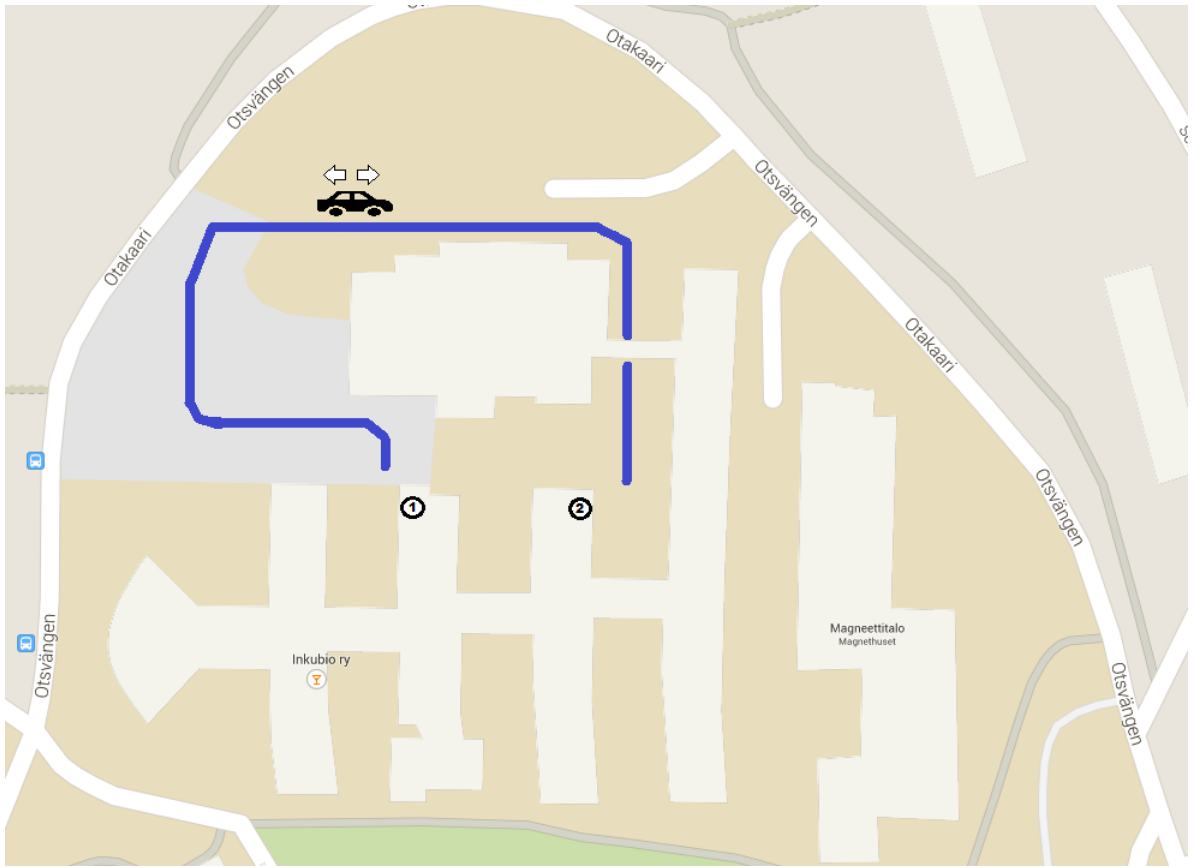 Otsvängen
Otakaari
Otsvängen
Otakaari
Otsvängen
Otakaari
Otsvängen
Otsvängen
Otsvängen
1
2
Inkubio ry
Magneettitalo
Magnethuset